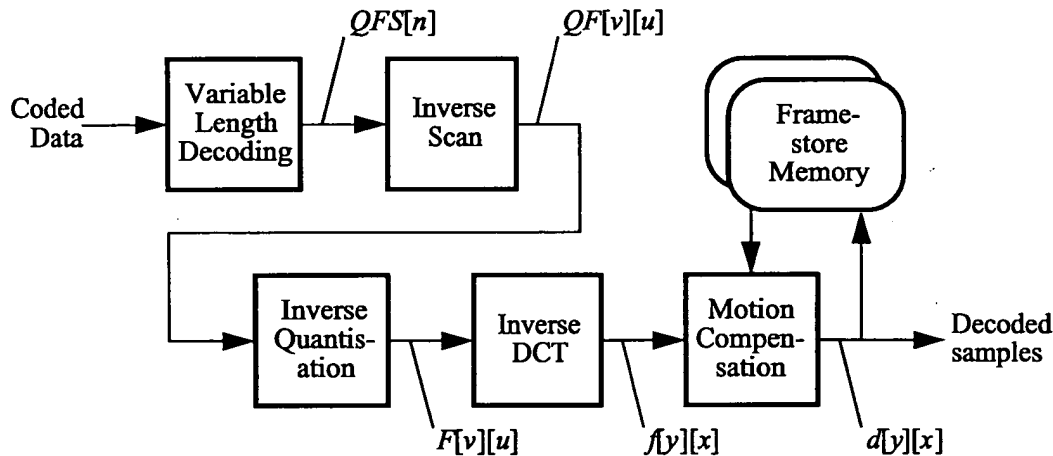 QFS[n]
QF[v][u]
Coded
Data
Variable
Length
Decoding
Inverse
Scan
Frame-
store
Memory
Inverse
Quantis-
ation
Inverse
DCT
Motion
Compen-
sation
Decoded
samples
F[v][u]
f[y][x]
d[y][x]